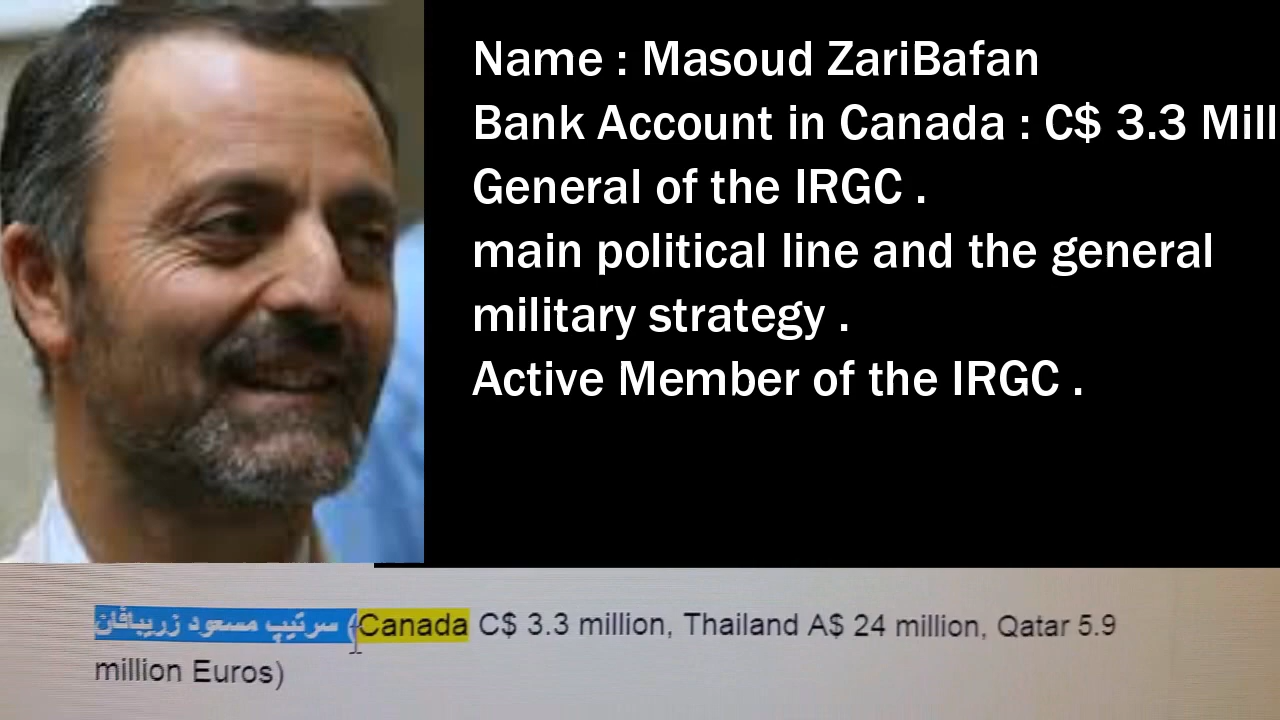 Name : Masoud ZariBafan
Bank Account in Canada : C$ 3.3 Mill
General of the IRGC .
main political line and the general
military strategy .
Active Member of the IRGC .
سرتیپ مسعود زریبافان (Canada C$ 3.3 million, Thailand A$ 24 million, Qatar 5.9
million Euros)